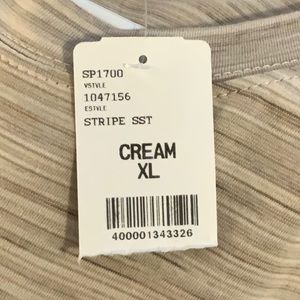 SP1700
VSTYLE
1047156
ESTYLE
STRIPE SST
CREAM
XL
400001343326